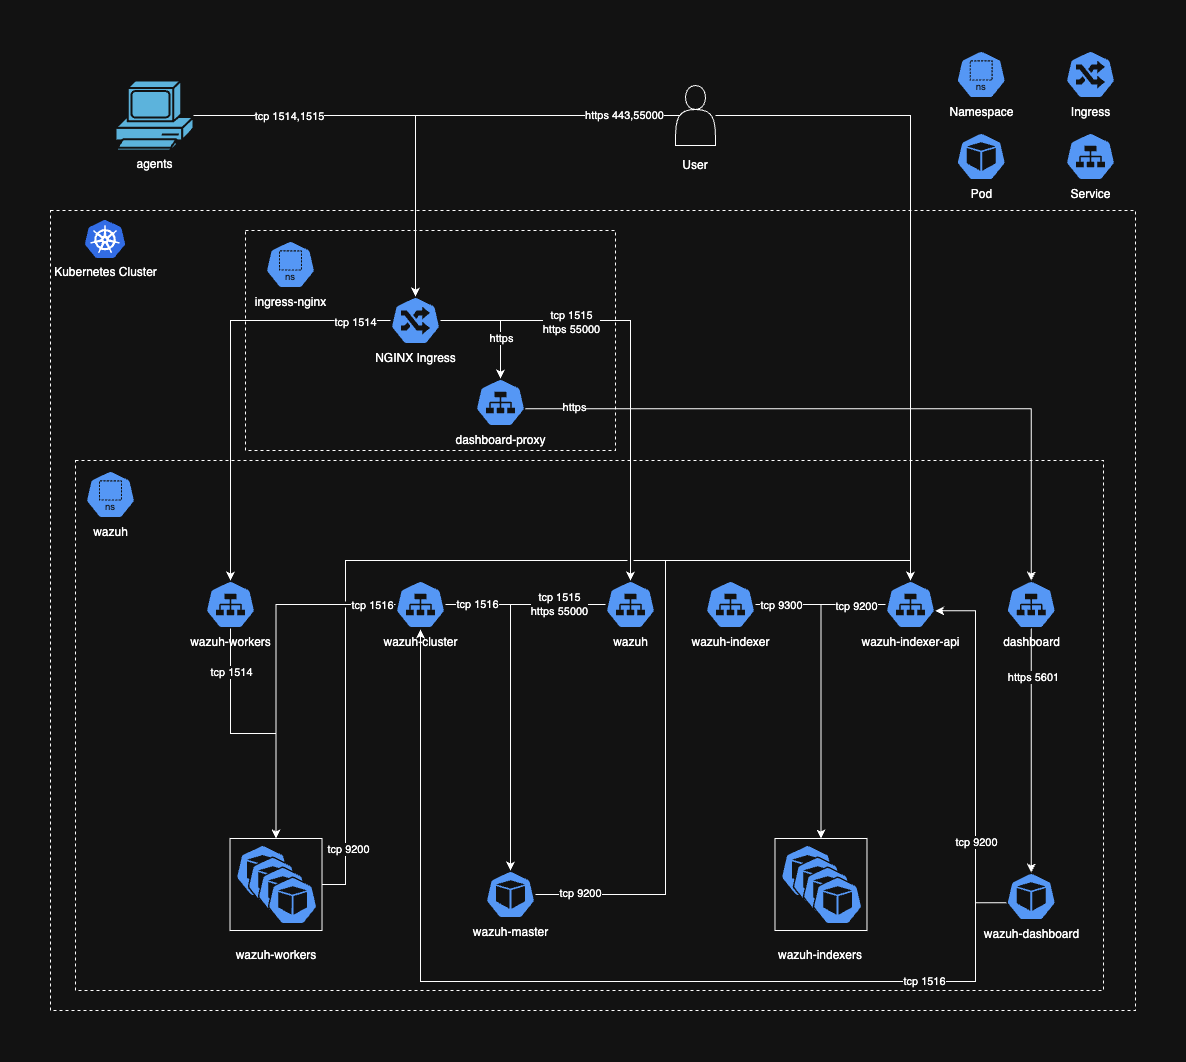 ns
Namespace
Ingress
tcp 1514,1515
https 443,55000
agents
User
Pod
Service
Kubernetes Cluster
ns
ingress-nginx
tcp 1514
tcp 1515
https 55000
https
NGINX Ingress
https
dashboard-proxy
ns
wazuh
tcp 1516
tcp 1516
tcp 1515
https 55000
tcp 9300
tcp 9200
wazuh-workers
wazuh-cluster
wazuh
wazuh-indexer
wazuh-indexer-api
dashboard
tcp 1514
https 5601
tcp 9200
tcp 9200
tcp 9200
wazuh-workers
wazuh-master
wazuh-indexers
wazuh-dashboard
tcp 1516